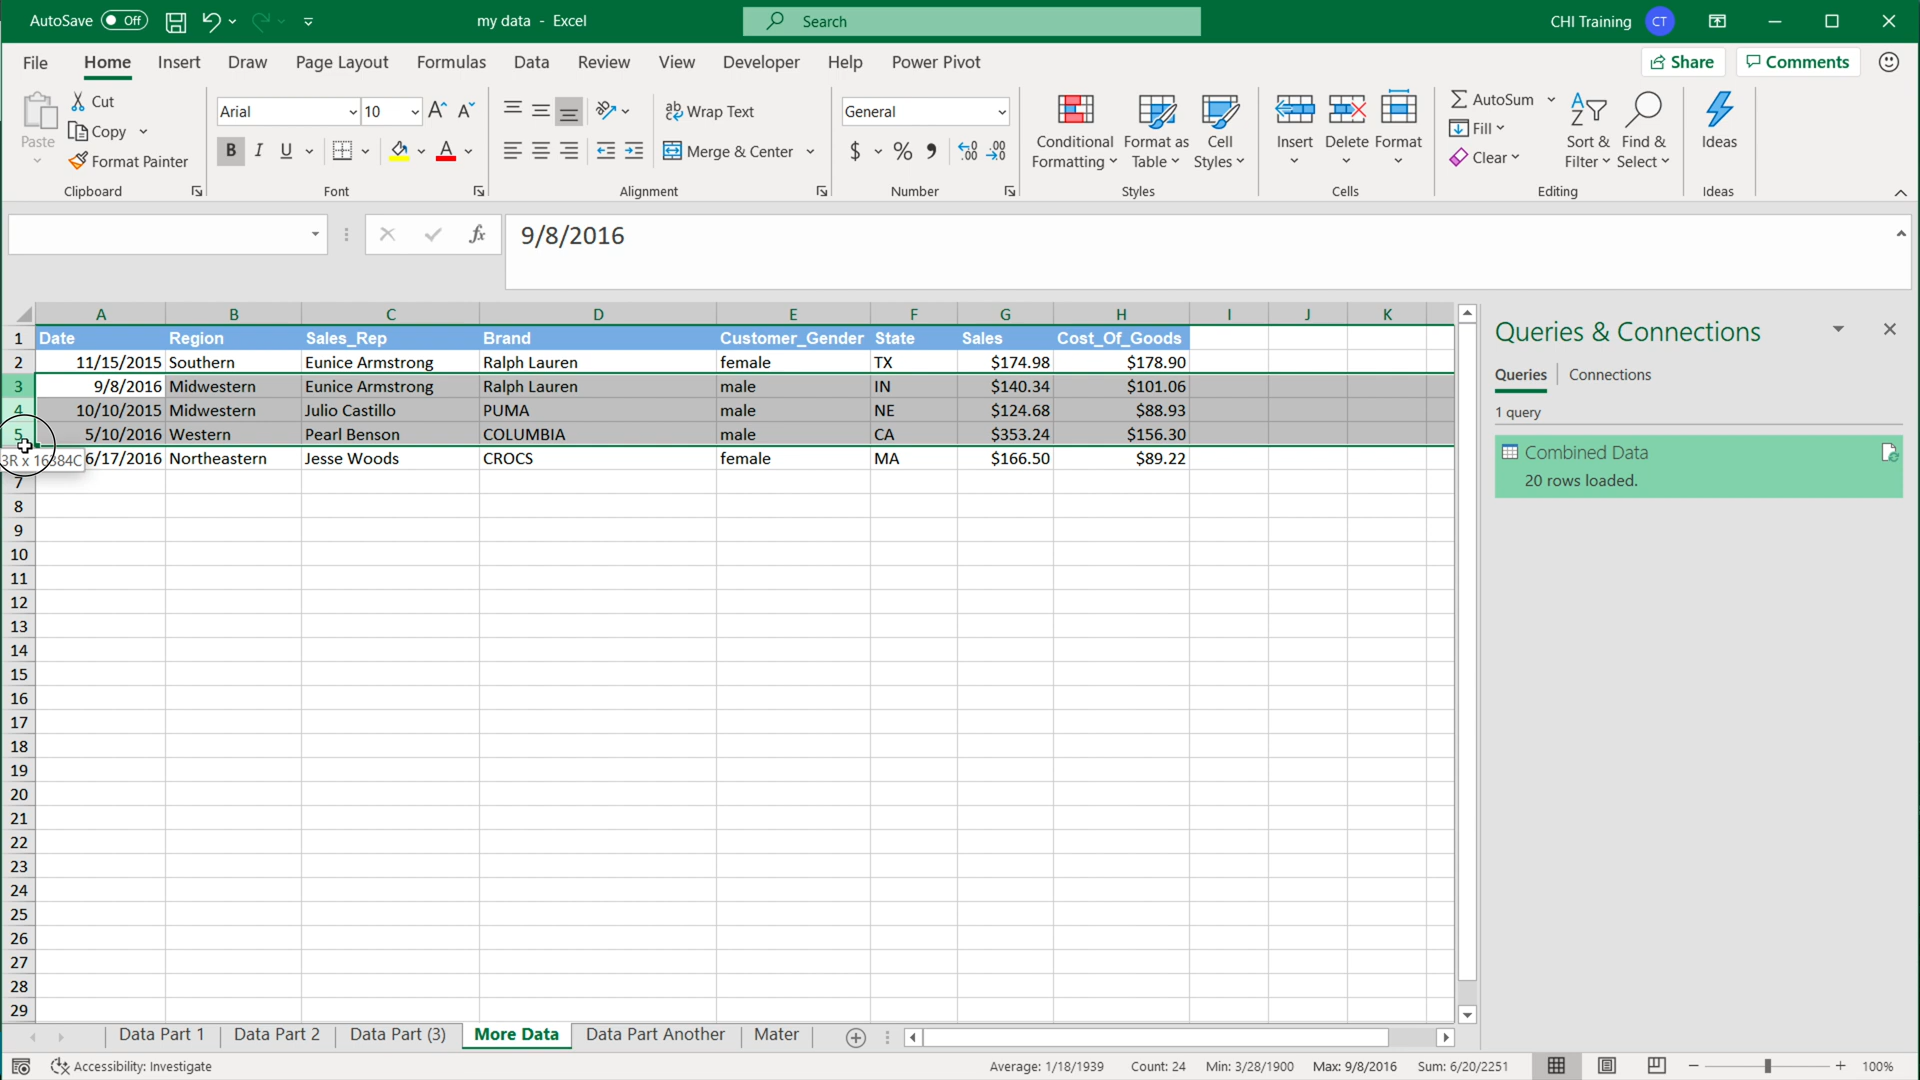 AutoSave Off my data - Excel Search CHI Training CT
File Home Insert Draw Page Layout Formulas Data Review View Developer Help Power Pivot Share Comments
Paste Cut Copy Format Painter Clipboard
Arial 10 B I U A Font
ab Wrap Text Merge & Center Alignment
General $ % Number
Conditional Formatting Format as Table Cell Styles Styles
Insert Delete Format Cells
AutoSum Fill Clear Sort & Filter Find & Select Editing
Ideas Ideas
fx 9/8/2016
A B C D E F G H I J K
1 Date Region Sales_Rep Brand Customer_Gender State Sales Cost_Of_Goods
2 11/15/2015 Southern Eunice Armstrong Ralph Lauren female TX $174.98 $178.90
3 9/8/2016 Midwestern Eunice Armstrong Ralph Lauren male IN $140.34 $101.06
4 10/10/2015 Midwestern Julio Castillo PUMA male NE $124.68 $88.93
5 5/10/2016 Western Pearl Benson COLUMBIA male CA $353.24 $156.30
3R x 16384C 6/17/2016 Northeastern Jesse Woods CROCS female MA $166.50 $89.22
7
8
9
10
11
12
13
14
15
16
17
18
19
20
21
22
23
24
25
26
27
28
29
Queries & Connections
Queries Connections
1 query
Combined Data
20 rows loaded.
Data Part 1 Data Part 2 Data Part (3) More Data Data Part Another Mater
Accessibility: Investigate Average: 1/18/1939 Count: 24 Min: 3/28/1900 Max: 9/8/2016 Sum: 6/20/2251 100%